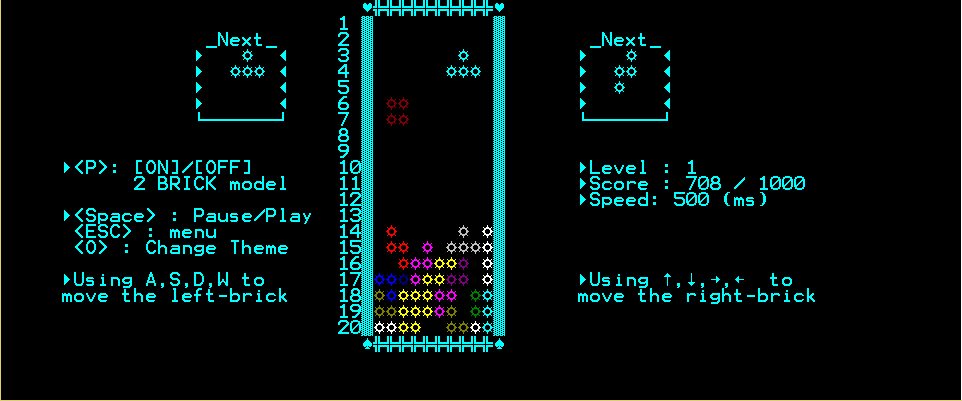 _Next_
▸<P>: [ON]/[OFF]
2 BRICK model
▸<Space> : Pause/Play
<ESC> : menu
<O> : Change Theme
▸Using A,S,D,W to
move the left-brick
1
2
3
4
5
6
7
8
9
10
11
12
13
14
15
16
17
18
19
20
_Next_
▸Level : 1
▸Score : 708 / 1000
▸Speed: 500 (ms)
▸Using ↑,↓,→,← to
move the right-brick